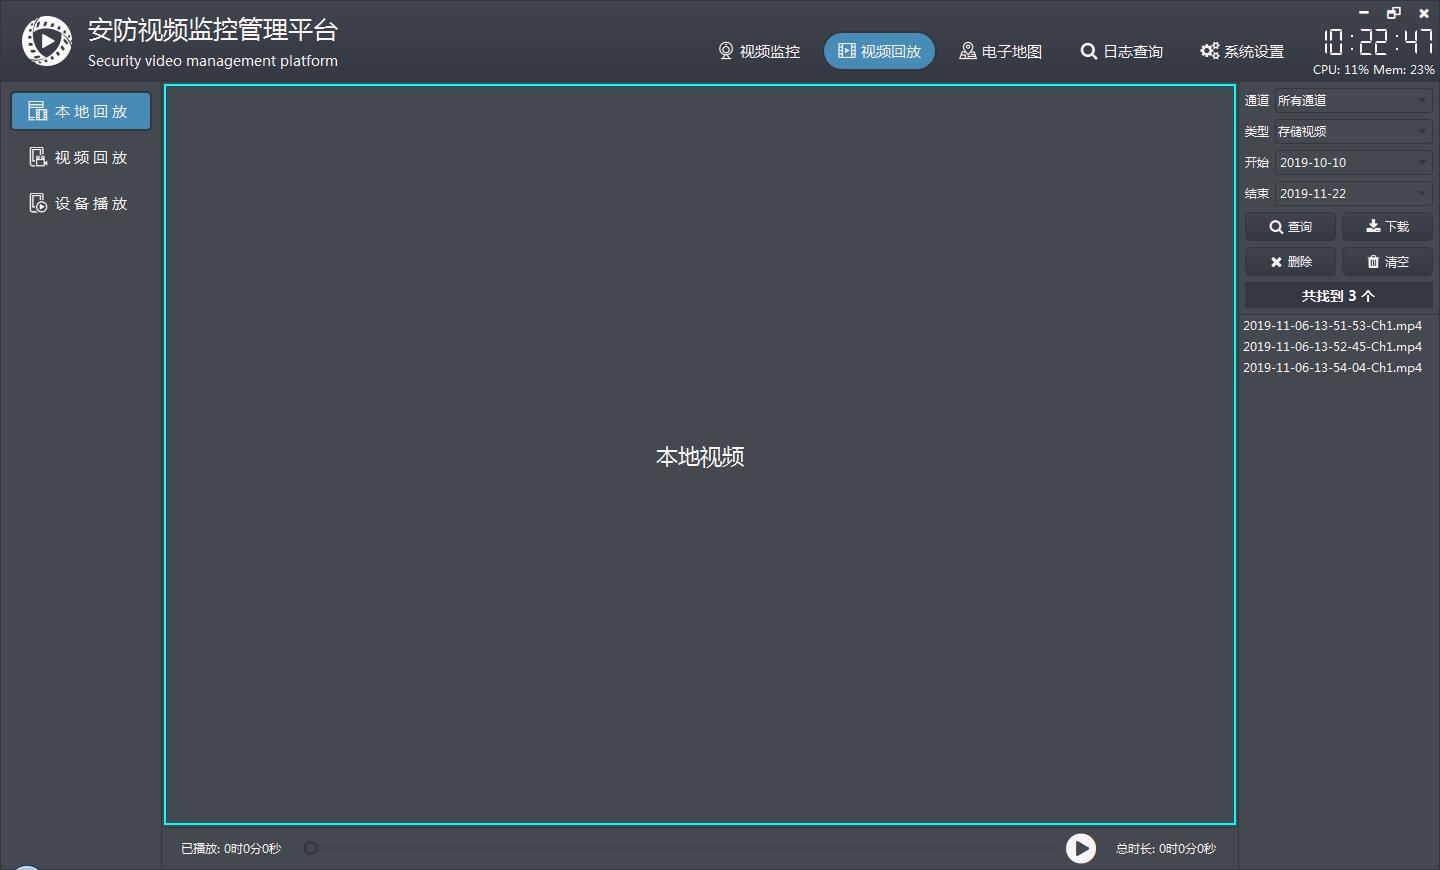 安防视频监控管理平台
Security video management platform
视频监控
视频回放
电子地图
日志查询
系统设置
10:22:47
CPU: 11% Mem: 23%
本地回放
视频回放
设备播放
本地视频
通道 所有通道
类型 存储视频
开始 2019-10-10
结束 2019-11-22
查询 下载
删除 清空
共找到 3 个
2019-11-06-13-51-53-Ch1.mp4
2019-11-06-13-52-45-Ch1.mp4
2019-11-06-13-54-04-Ch1.mp4
已播放: 0时0分0秒
总时长: 0时0分0秒